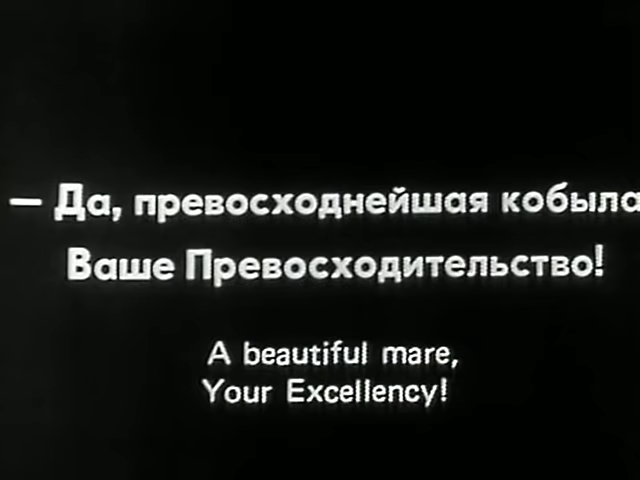 — Да, превосходнейшая кобыла
Ваше Превосходительство!
A beautiful mare,
Your Excellency!